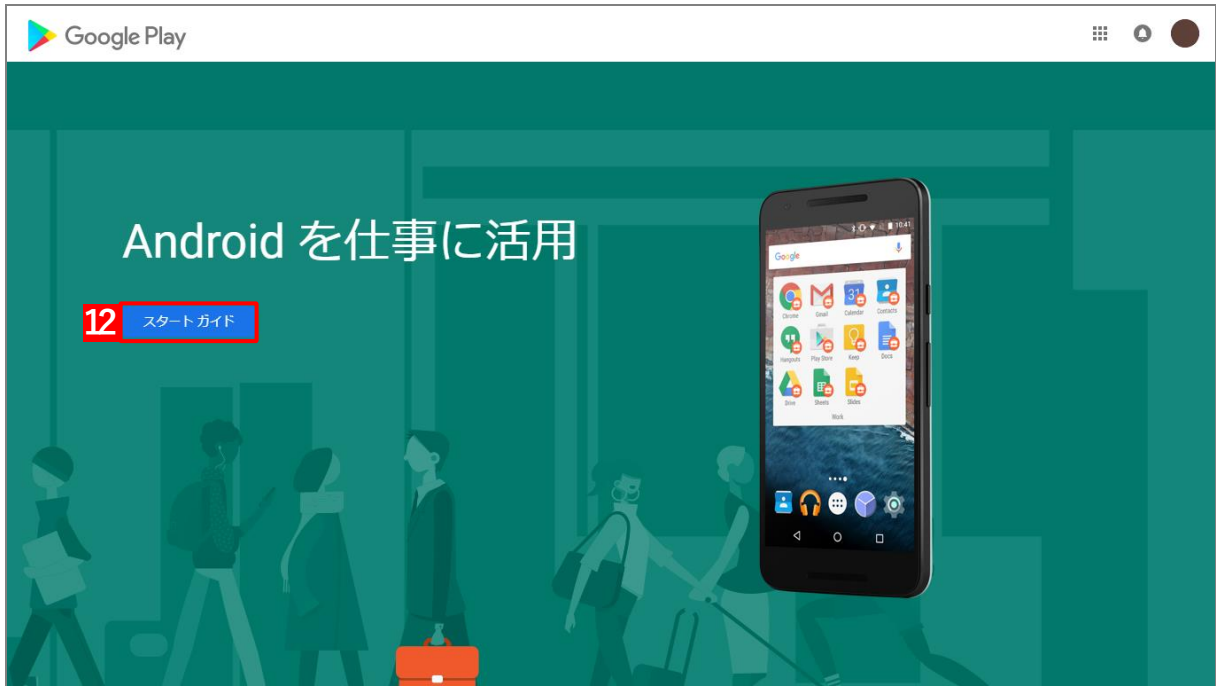 Google Play
Android を仕事に活用
12 スタート ガイド
10:41
Google
Chrome Gmail Calendar Contacts
Hangouts Play Store Keep Docs
Drive Sheets Slides
Work